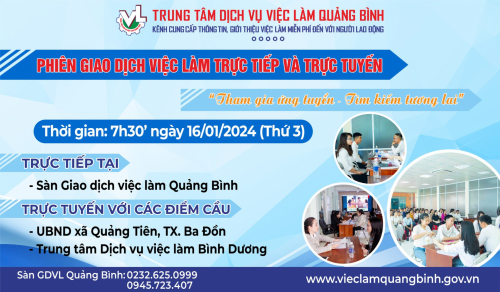 TRUNG TÂM DỊCH VỤ VIỆC LÀM QUẢNG BÌNH
KÊNH CUNG CẤP THÔNG TIN, GIỚI THIỆU VIỆC LÀM MIỄN PHÍ ĐẾN VỚI NGƯỜI LAO ĐỘNG
PHIÊN GIAO DỊCH VIỆC LÀM TRỰC TIẾP VÀ TRỰC TUYẾN
"Tham gia ứng tuyển - Tìm kiếm tương lai"
Thời gian: 7h30' ngày 16/01/2024 (Thứ 3)
TRỰC TIẾP TẠI
- Sàn Giao dịch việc làm Quảng Bình
TRỰC TUYẾN VỚI CÁC ĐIỂM CẦU
- UBND xã Quảng Tiên, TX. Ba Đồn
- Trung tâm Dịch vụ việc làm Bình Dương
Sàn GDVL Quảng Bình: 0232.625.0999
0945.723.407
www.vieclamquangbinh.gov.vn